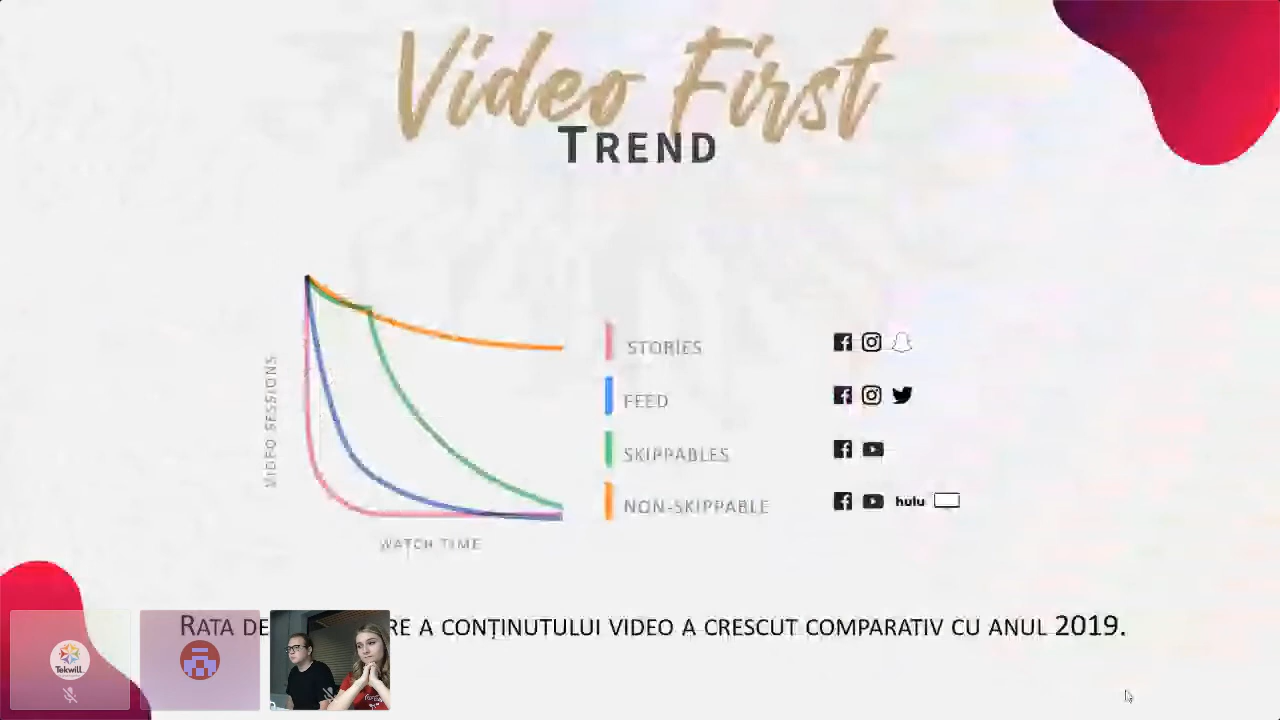 Video First
TREND
VIDEO SESSIONS
WATCH TIME
STORIES
FEED
SKIPPABLES
NON-SKIPPABLE
hulu
RATA DE RE A CONȚINUTULUI VIDEO A CRESCUT COMPARATIV CU ANUL 2019.
Tekwill